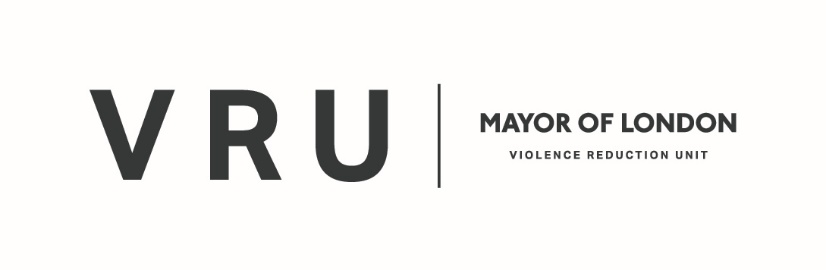 VRU
MAYOR OF LONDON
VIOLENCE REDUCTION UNIT